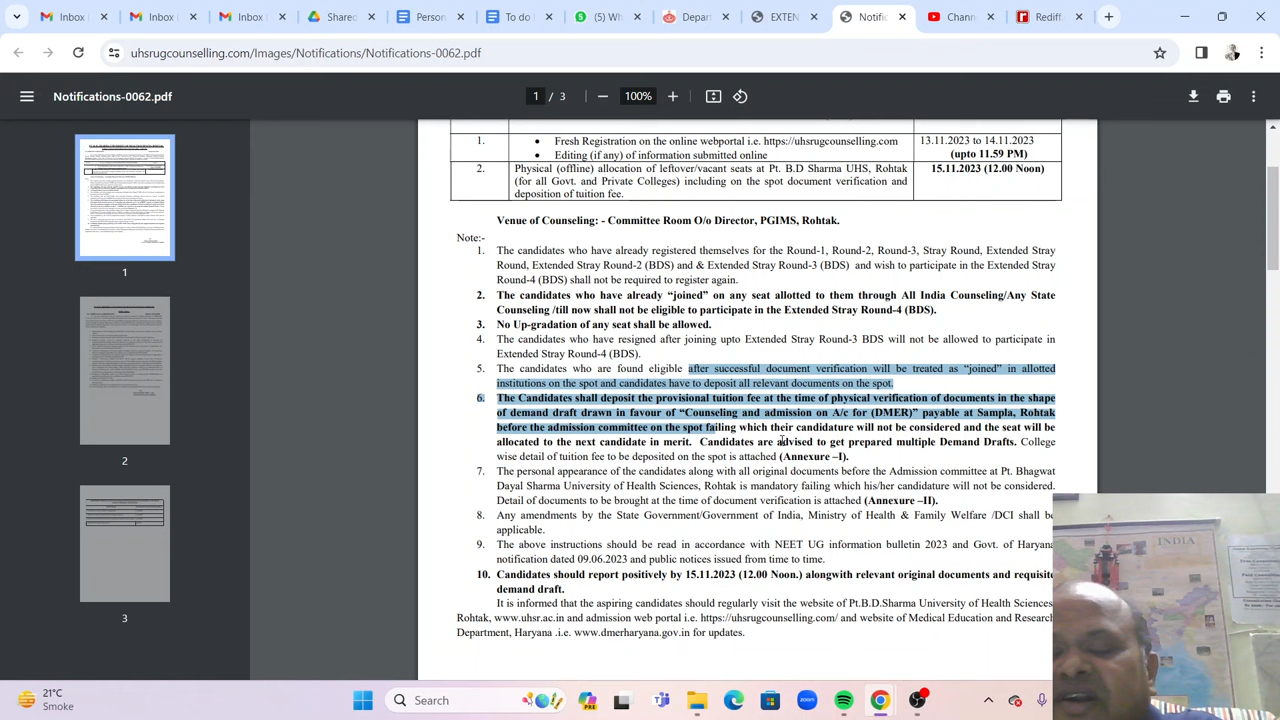 Inbox
Inbox
Inbox
Shared
Person
To do
(5) Wh
Depar
EXTEN
Notific
Chann
Rediff
uhsrugcounselling.com/Images/Notifications/Notifications-0062.pdf
Notifications-0062.pdf
1 / 3
100%
1
2
3
1.
Fresh Registration on the online webportal i.e. https://uhsrugcounselling.com
Editing (if any) of information submitted online
13.11.2023 to 14.11.2023
(upto 11.59 PM)
2.
Physical (offline) allocation of leftover/vacant seats at Pt. B.D Sharma UHS, Rohtak
(for all Govt. and Private Colleges) including on the spot document verification and
deposition of tuition fee.
15.11.2023 (12.00 Noon)
Venue of Counseling: - Committee Room O/o Director, PGIMS, Rohtak.
Note:-
1. The candidates who have already registered themselves for the Round-1, Round-2, Round-3, Stray Round, Extended Stray
Round, Extended Stray Round-2 (BDS) and & Extended Stray Round-3 (BDS) and wish to participate in the Extended Stray
Round-4 (BDS) shall not be required to register again.
2. The candidates who have already “joined” on any seat allotted to them through All India Counseling/Any State
Counseling /till now shall not be eligible to participate in the Extended Stray Round-4 (BDS).
3. No Upgradation of any seat shall be allowed.
4. The candidates who have resigned after joining upto Extended Stray Round-3 BDS will not be allowed to participate in
Extended Stray Round-4 (BDS).
5. The candidates who are found eligible after successful document verification will be treated as “joined” in allotted
institutions on the spot and candidates have to deposit all relevant documents on the spot.
6. The Candidates shall deposit the provisional tuition fee at the time of physical verification of documents in the shape
of demand draft drawn in favour of “Counseling and admission on A/c for (DMER)” payable at Sampla, Rohtak
before the admission committee on the spot failing which their candidature will not be considered and the seat will be
allocated to the next candidate in merit. Candidates are advised to get prepared multiple Demand Drafts. College
wise detail of tuition fee to be deposited on the spot is attached (Annexure –I).
7. The personal appearance of the candidates along with all original documents before the Admission committee at Pt. Bhagwat
Dayal Sharma University of Health Sciences, Rohtak is mandatory failing which his/her candidature will not be considered.
Detail of documents to be brought at the time of document verification is attached (Annexure –II).
8. Any amendments by the State Government/Government of India, Ministry of Health & Family Welfare /DCI shall be
applicable.
9. The above instructions should be read in accordance with NEET UG information bulletin 2023 and Govt. of Haryana
notification dated 09.06.2023 and public notices issued from time to time.
10. Candidates should report positively by 15.11.2023 (12.00 Noon.) alongwith relevant original documents and requisite
demand draft.
It is informed that the aspiring candidates should regularly visit the website of Pt.B.D.Sharma University of Health Sciences
Rohtak, www.uhsr.ac.in and admission web portal i.e. https://uhsrugcounselling.com/ and website of Medical Education and Research
Department, Haryana .i.e. www.dmerharyana.gov.in for updates.
INDIA
21°C
Smoke
Search